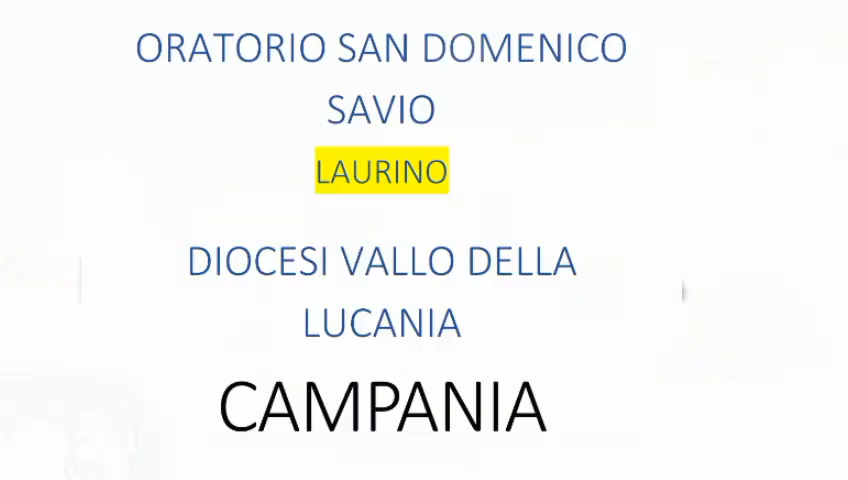 ORATORIO SAN DOMENICO
SAVIO
LAURINO
DIOCESI VALLO DELLA
LUCANIA
CAMPANIA